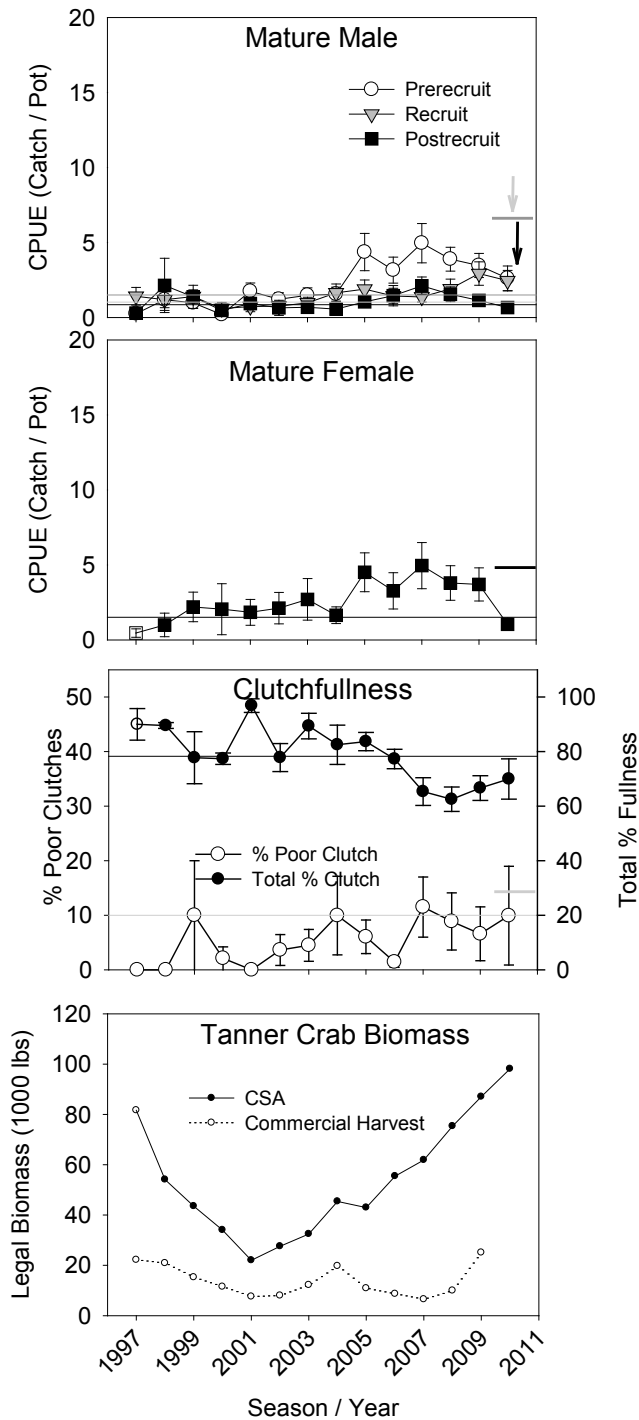 Mature Male
CPUE (Catch / Pot)
20
15
10
5
0
Prerecruit
Recruit
Postrecruit
Mature Female
CPUE (Catch / Pot)
20
15
10
5
0
Clutchfullness
% Poor Clutches
50
40
30
20
10
0
% Poor Clutch
Total % Clutch
100
80
60
40
20
0
Total % Fullness
Tanner Crab Biomass
Legal Biomass (1000 lbs)
120
100
80
60
40
20
0
CSA
Commercial Harvest
1997 1999 2001 2003 2005 2007 2009 2011
Season / Year